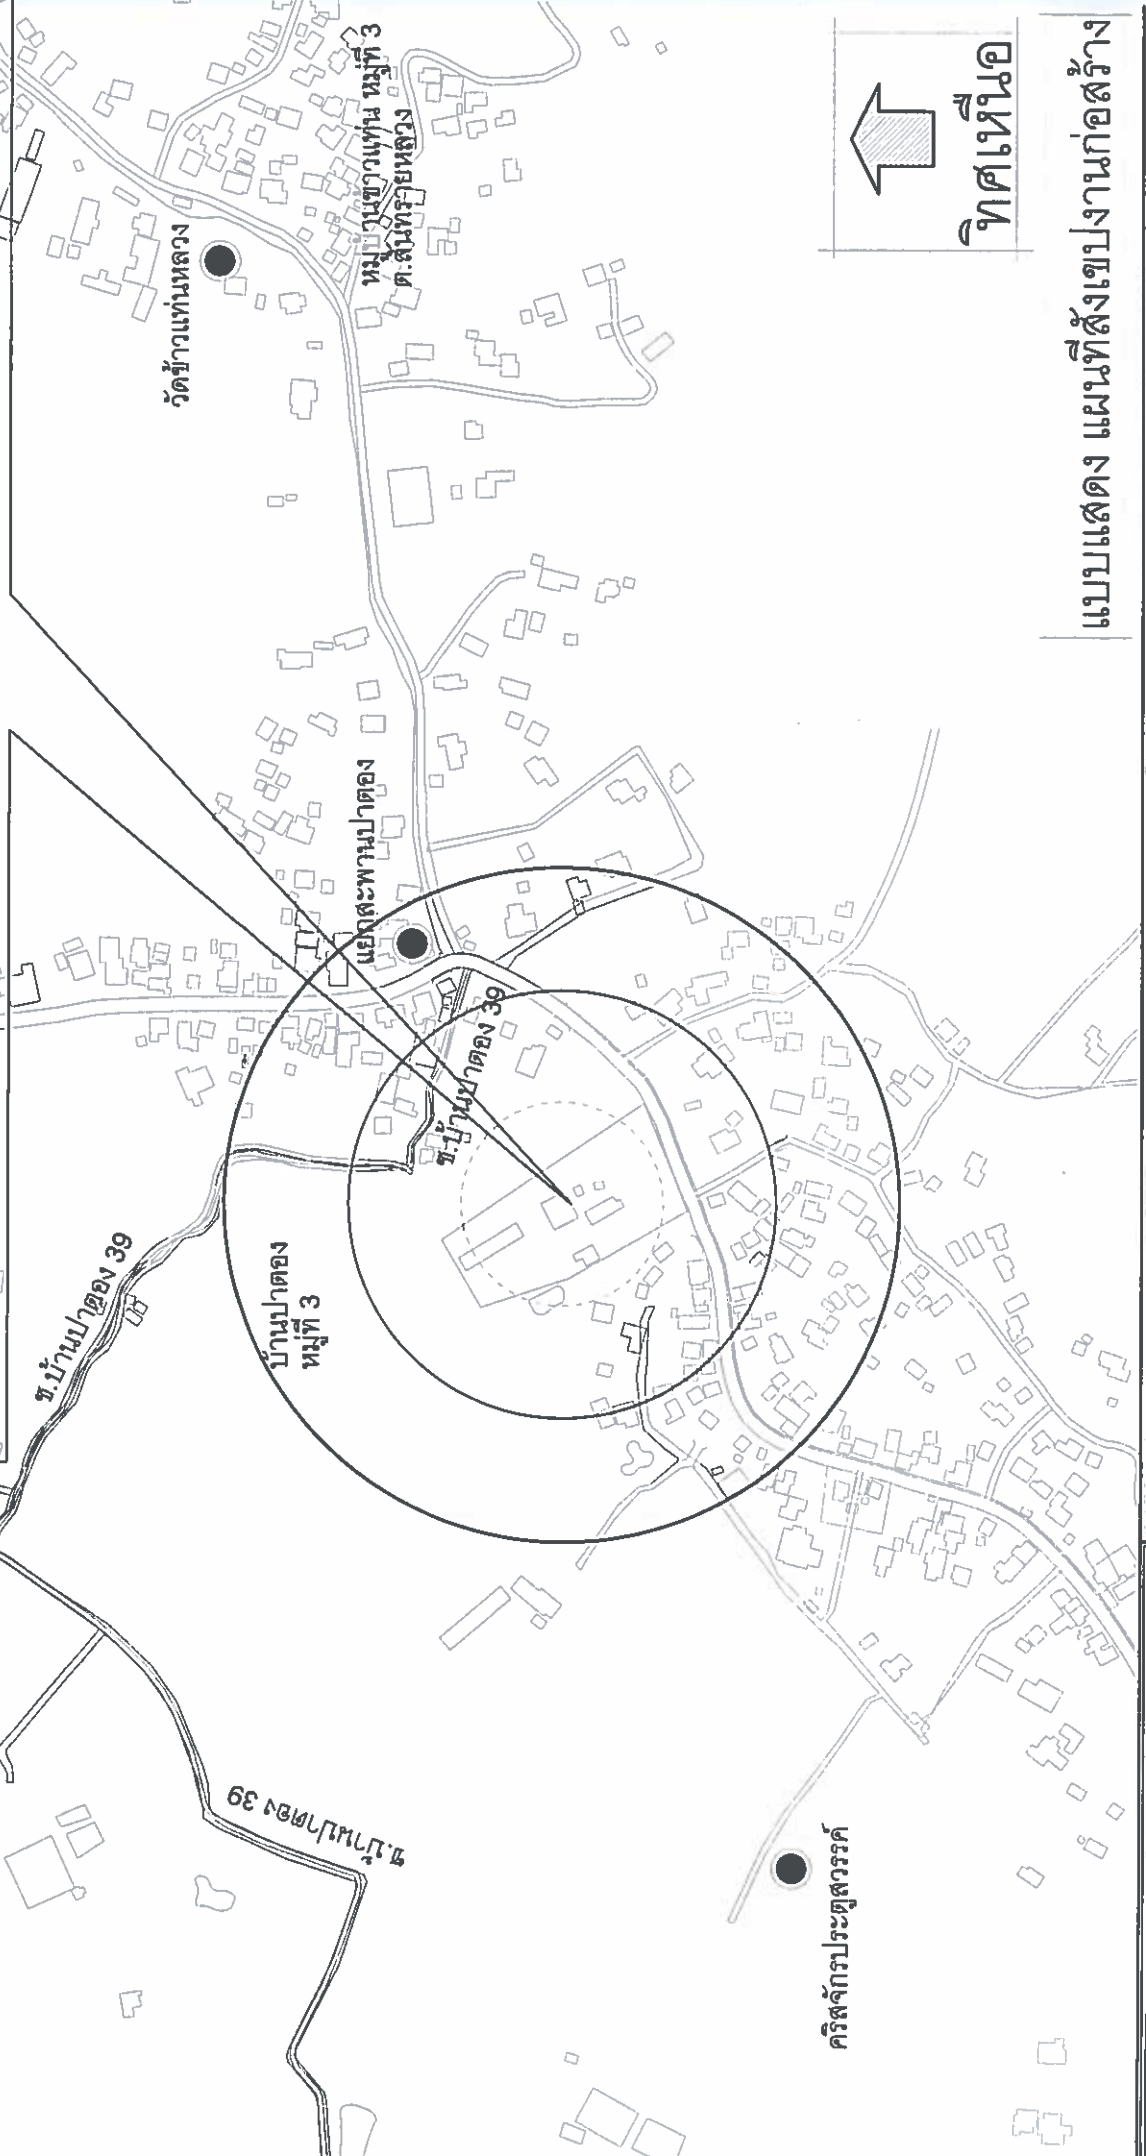 วัดข้าวแท่นหลวง
หมู่บ้านข้าวแท่น หมู่ที่ 3
ต.สันทรายหลวง
แยกสะพานป่าตอง
ซ.บ้านป่าตอง 39
ซ.บ้านป่าตอง 39
บ้านป่าตอง
หมู่ที่ 3
ซ.บ้านป่าตอง 39
คริสจักรประตูสวรรค์
ทิศเหนือ
แบบแสดง แผนที่สังเขปงานก่อสร้าง